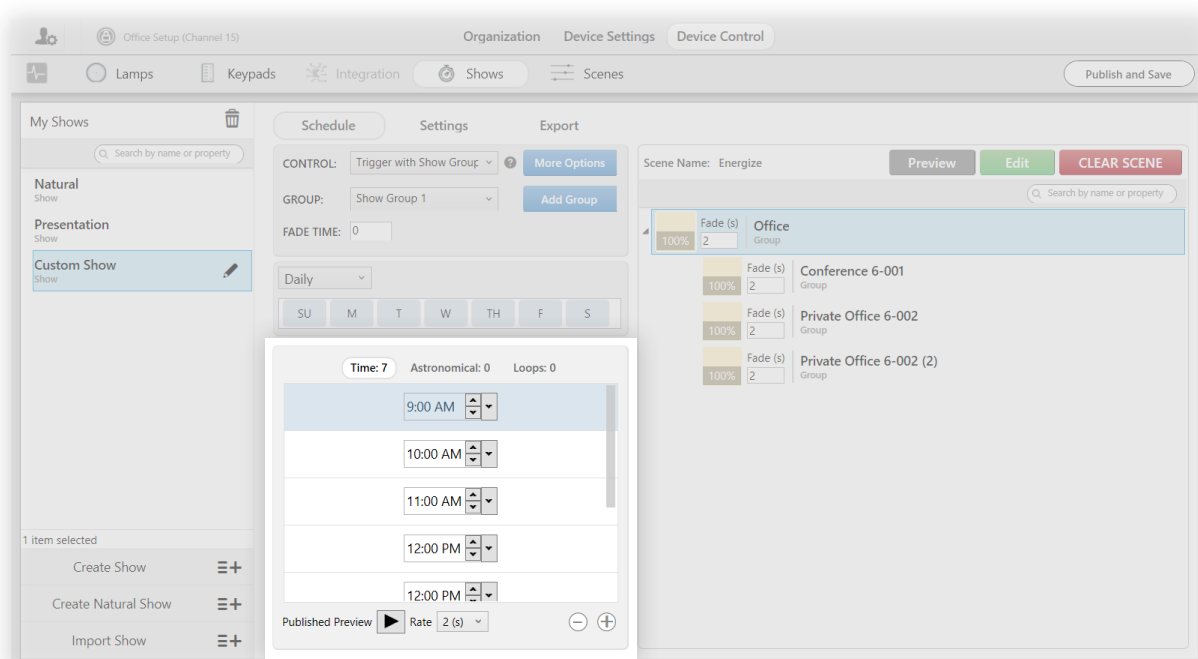 Office Setup (Channel 15)
Organization
Device Settings
Device Control
Lamps
Keypads
Integration
Shows
Scenes
Publish and Save
My Shows
Search by name or property
Natural
Show
Presentation
Show
Custom Show
Show
1 item selected
Create Show
Create Natural Show
Import Show
Schedule
Settings
Export
CONTROL:
Trigger with Show Group
More Options
GROUP:
Show Group 1
Add Group
FADE TIME:
0
Daily
SU
M
T
W
TH
F
S
Time: 7
Astronomical: 0
Loops: 0
9:00 AM
10:00 AM
11:00 AM
12:00 PM
12:00 PM
Published Preview
Rate
2 (s)
Scene Name: Energize
Preview
Edit
CLEAR SCENE
Search by name or property
100%
Fade (s)
2
Office
Group
100%
Fade (s)
2
Conference 6-001
Group
100%
Fade (s)
2
Private Office 6-002
Group
100%
Fade (s)
2
Private Office 6-002 (2)
Group